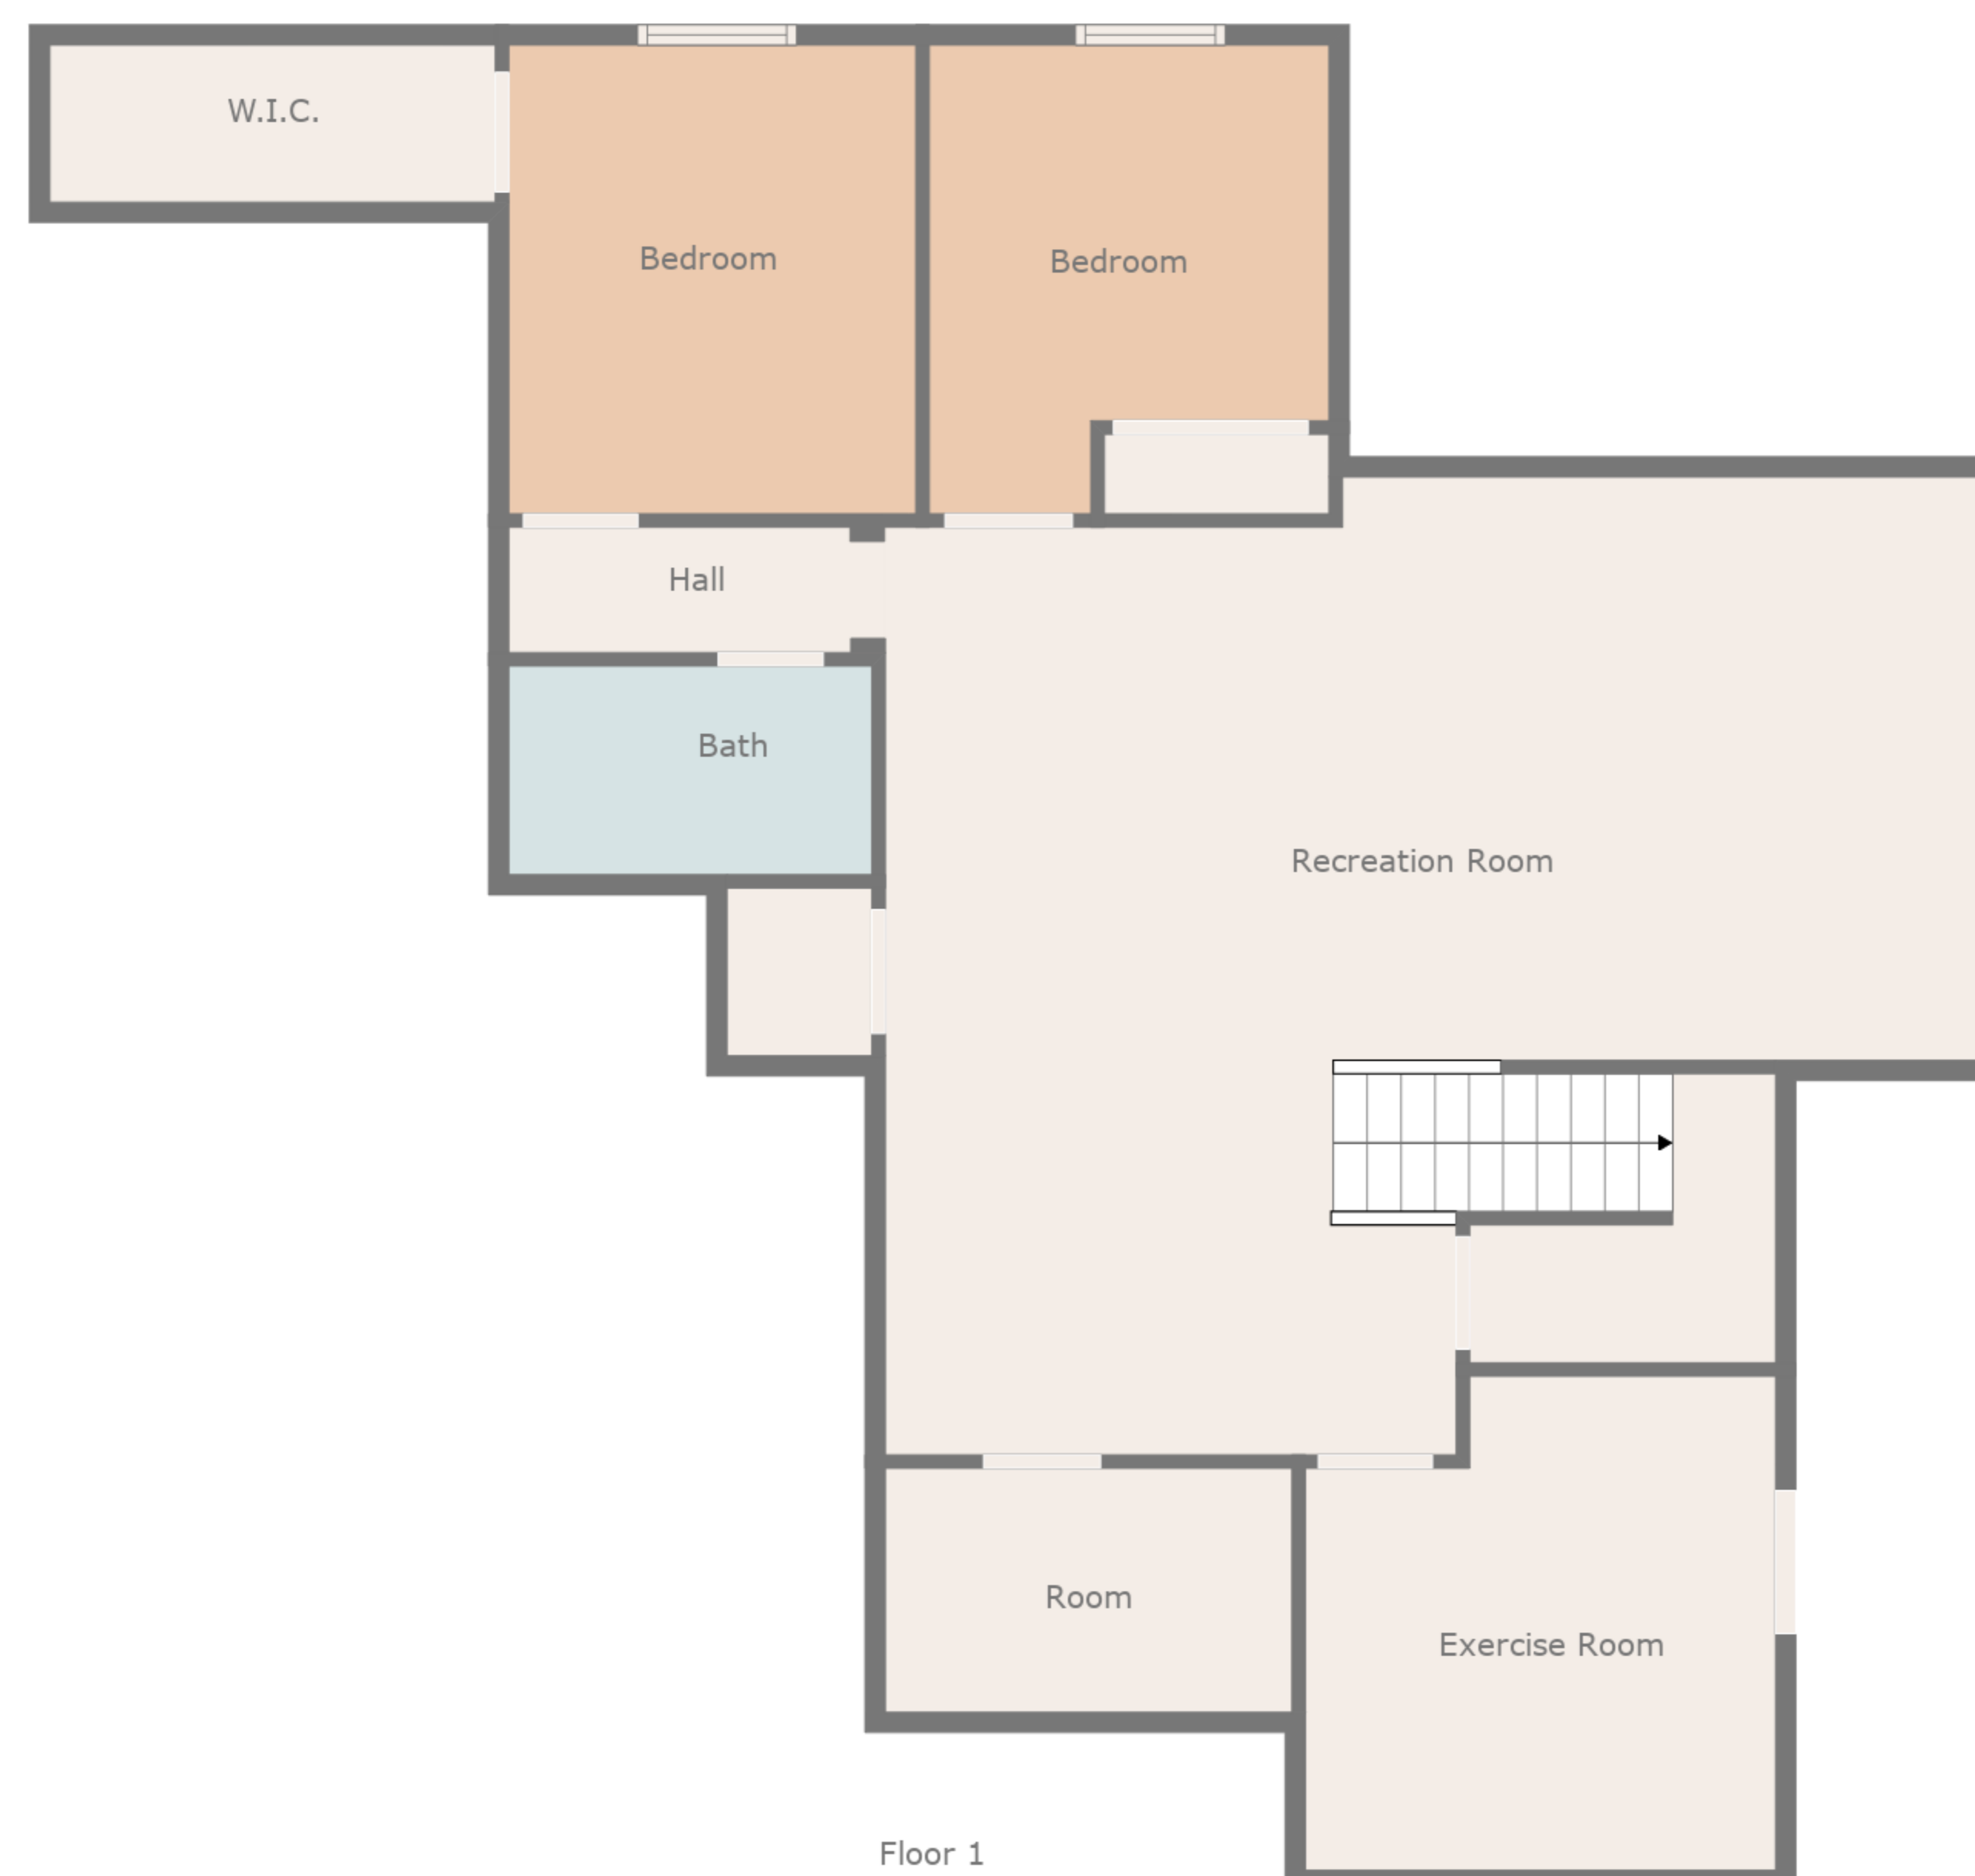 W.I.C.
Bedroom
Bedroom
Hall
Bath
Recreation Room
Room
Exercise Room
Floor 1